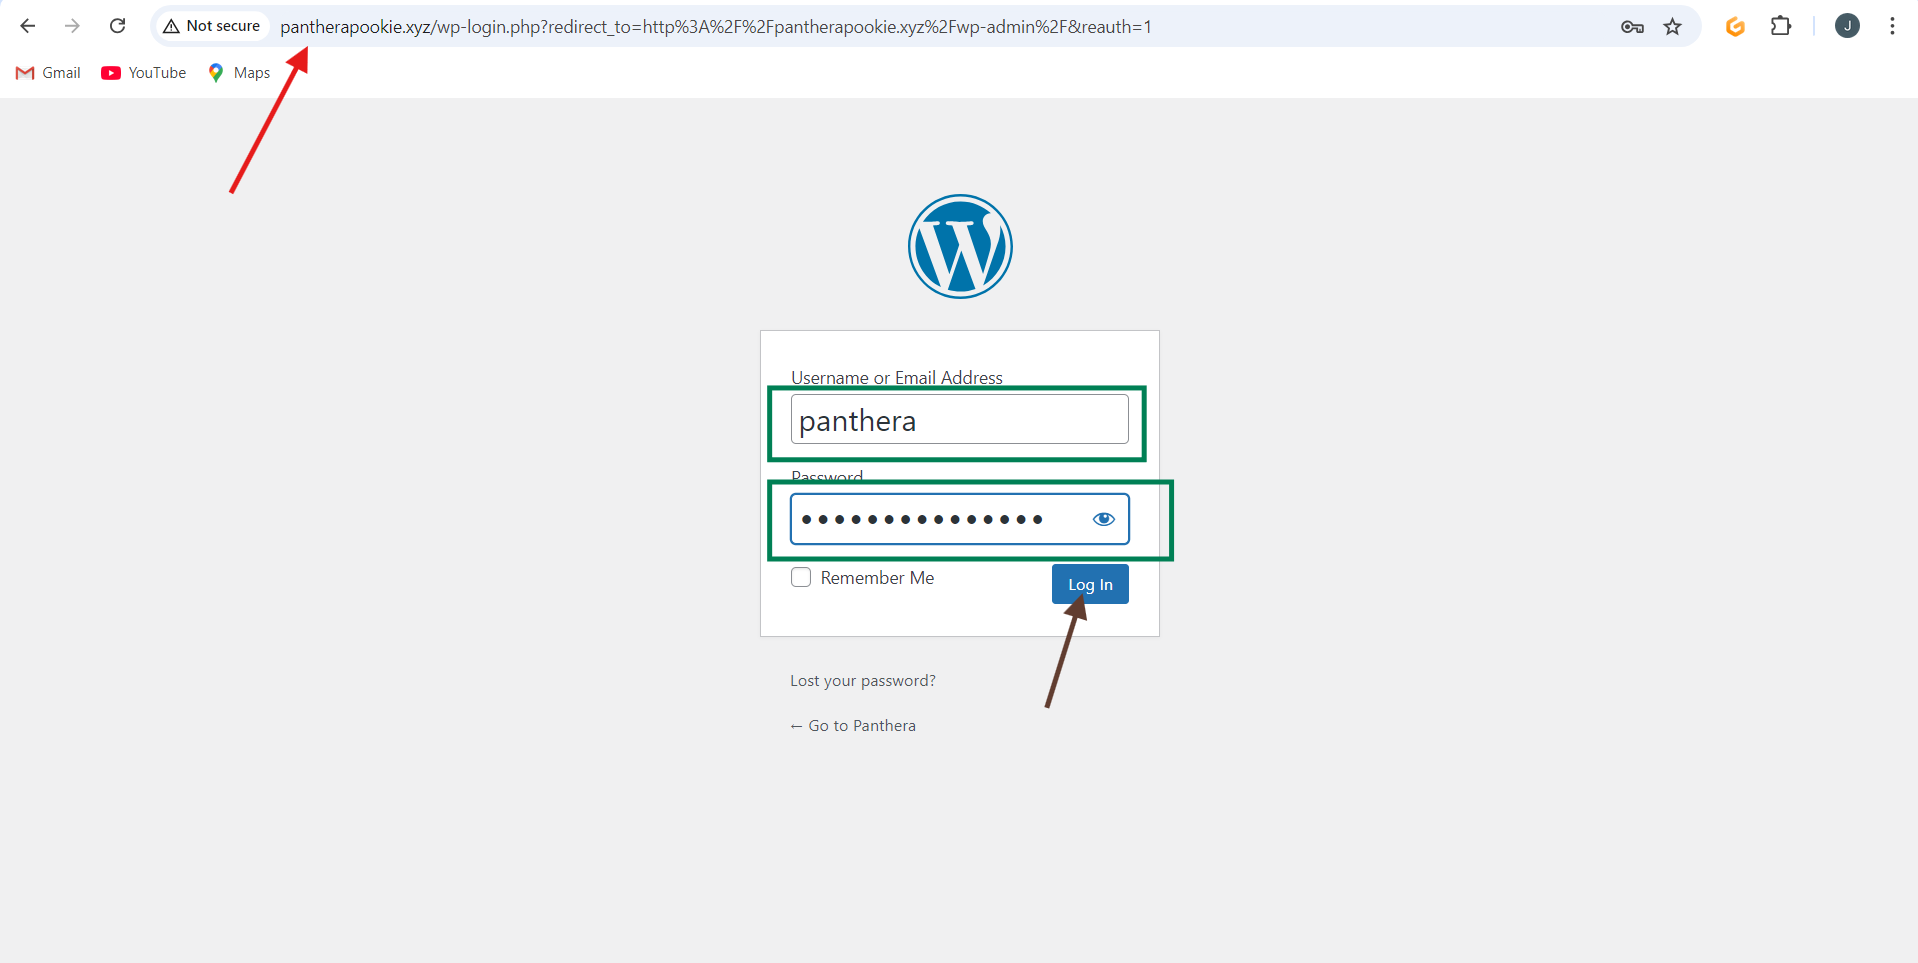 Not secure pantherapookie.xyz/wp-login.php?redirect_to=http%3A%2F%2Fpantherapookie.xyz%2Fwp-admin%2F&reauth=1
J
Gmail YouTube Maps
Username or Email Address
panthera
Password
Remember Me
Log In
Lost your password?
← Go to Panthera